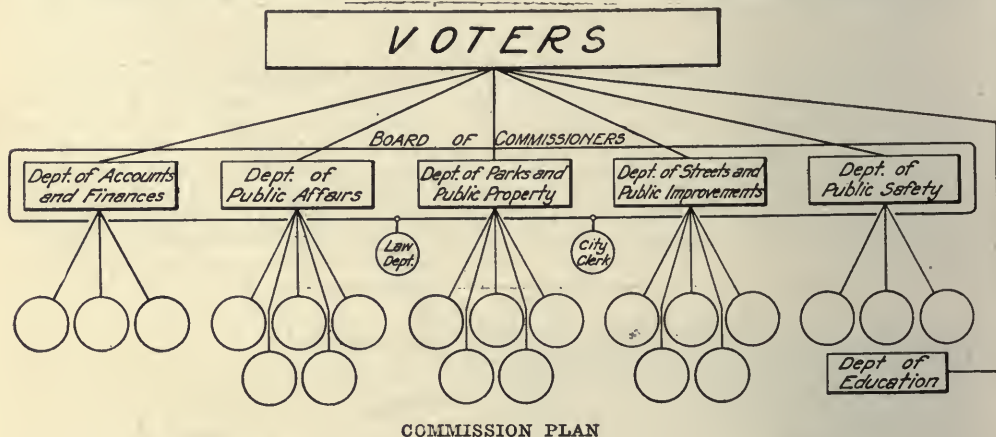 VOTERS
BOARD OF COMMISSIONERS
Dept. of Accounts
and Finances
Dept. of
Public Affairs
Dept. of Parks and
Public Property
Dept. of Streets and
Public Improvements
Dept. of
Public Safety
Law
Dept.
City
Clerk
Dept of
Education
COMMISSION PLAN